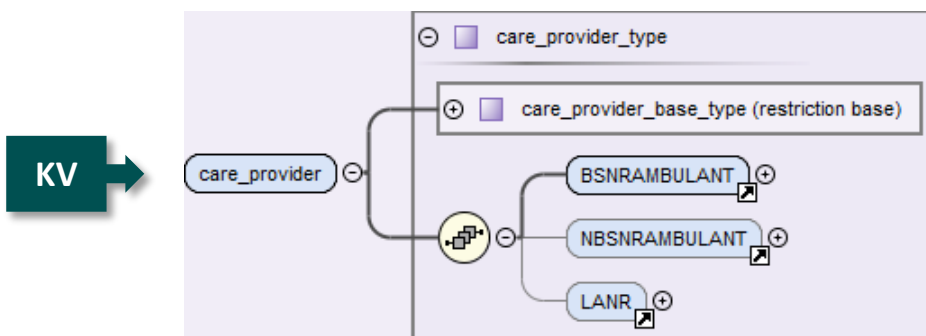 care_provider_type
care_provider_base_type (restriction base)
KV
care_provider
BSNRAMBULANT
NBSNRAMBULANT
LANR